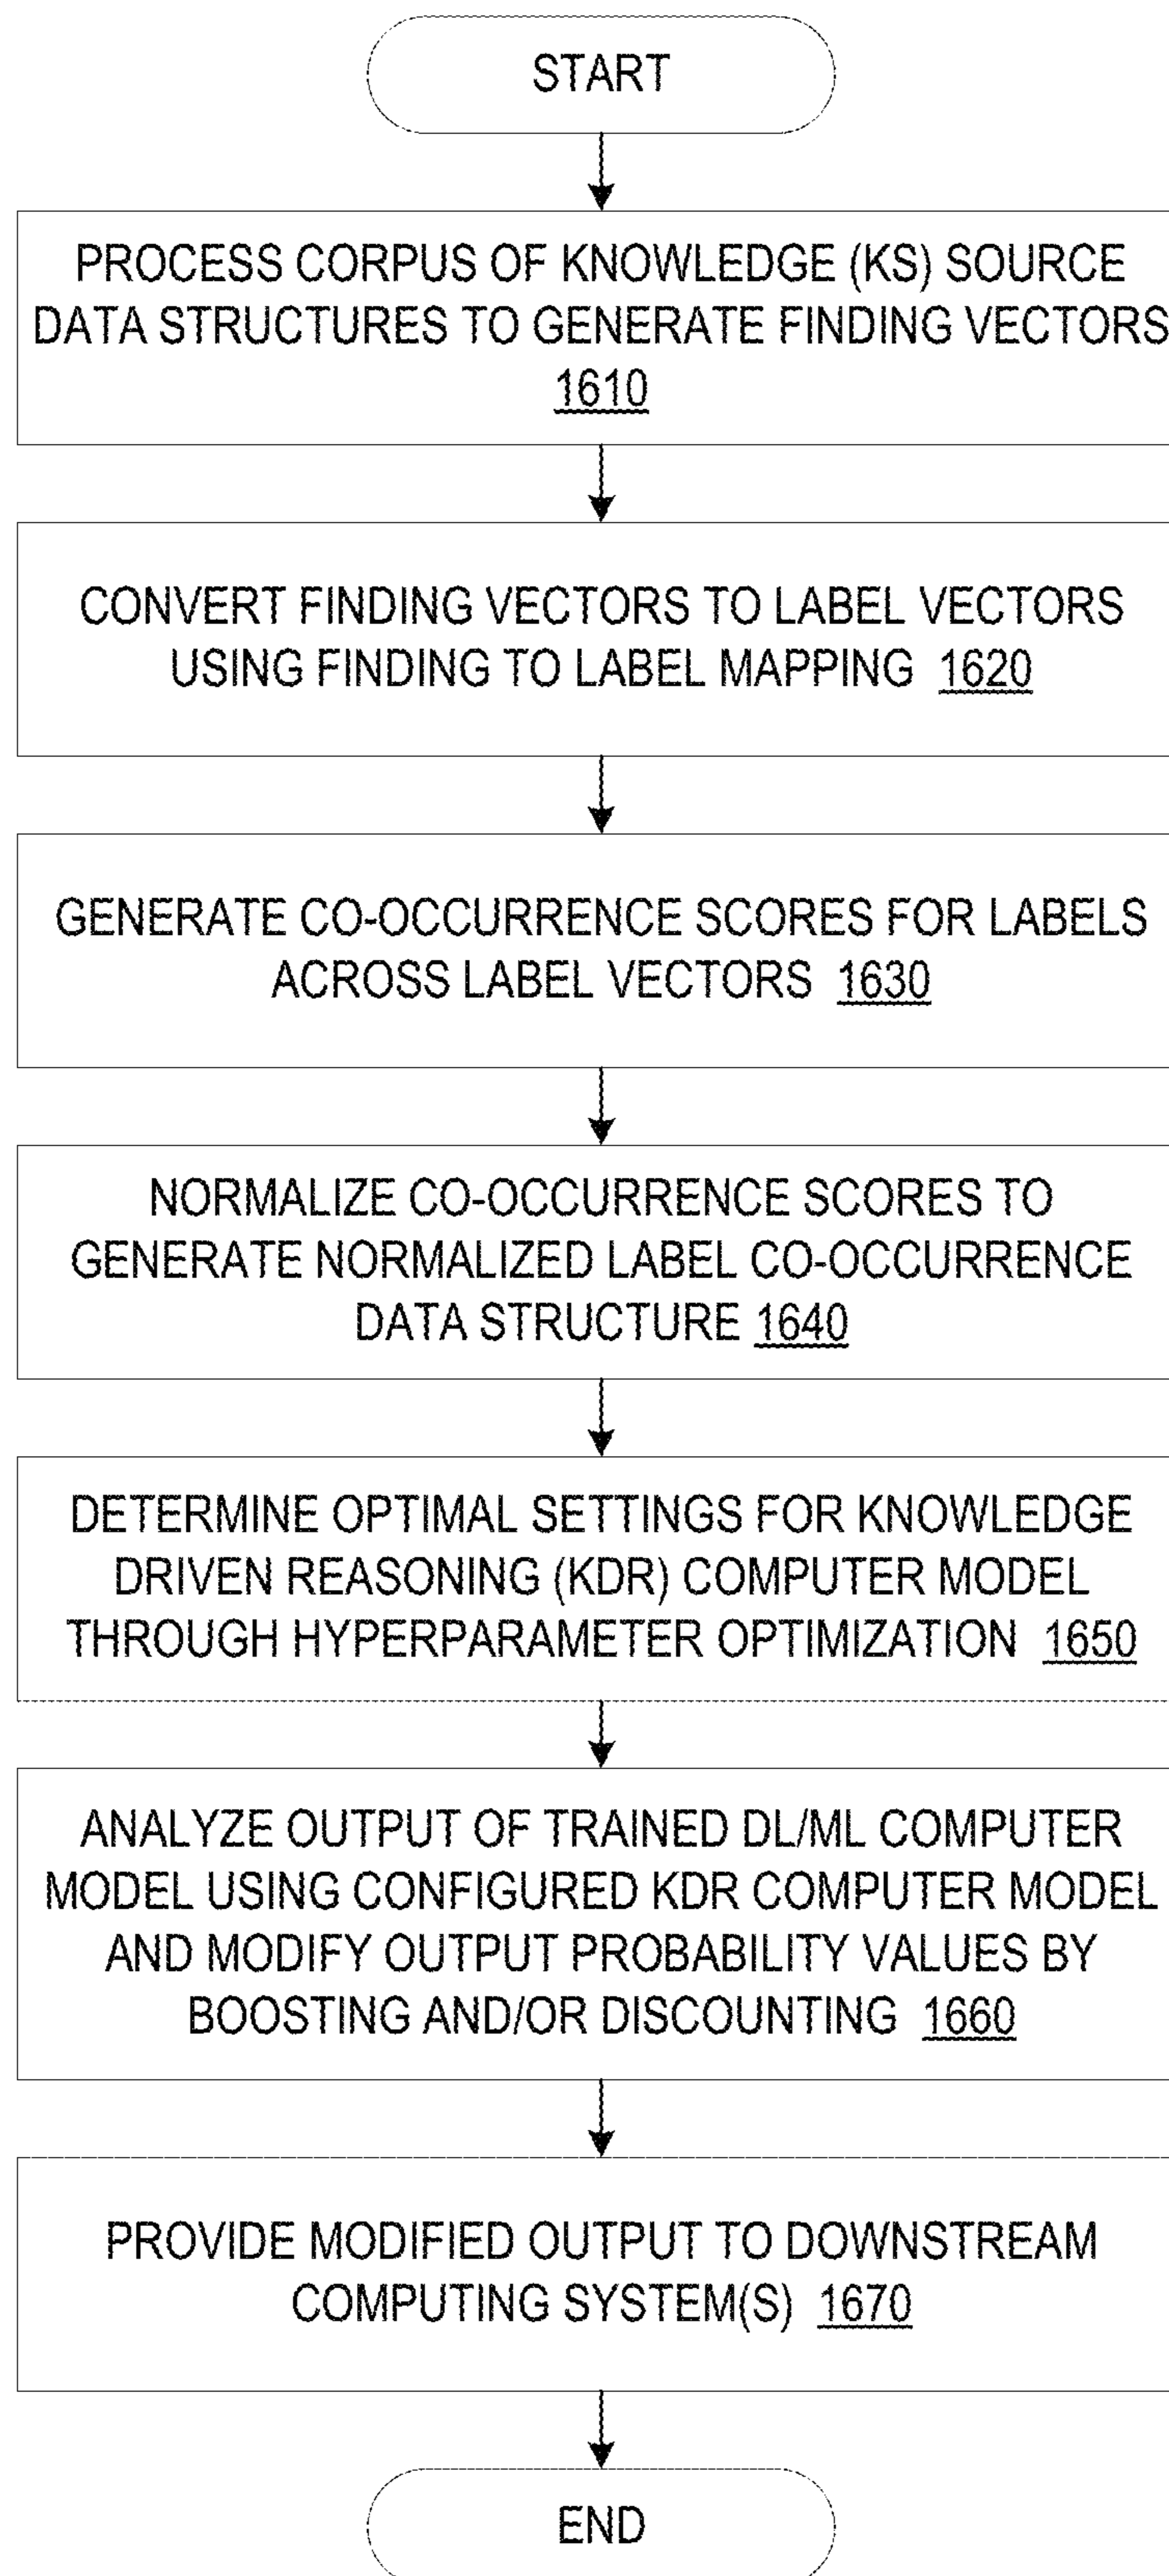 START
PROCESS CORPUS OF KNOWLEDGE (KS) SOURCE
DATA STRUCTURES TO GENERATE FINDING VECTORS
1610
CONVERT FINDING VECTORS TO LABEL VECTORS
USING FINDING TO LABEL MAPPING 1620
GENERATE CO-OCCURRENCE SCORES FOR LABELS
ACROSS LABEL VECTORS 1630
NORMALIZE CO-OCCURRENCE SCORES TO
GENERATE NORMALIZED LABEL CO-OCCURRENCE
DATA STRUCTURE 1640
DETERMINE OPTIMAL SETTINGS FOR KNOWLEDGE
DRIVEN REASONING (KDR) COMPUTER MODEL
THROUGH HYPERPARAMETER OPTIMIZATION 1650
ANALYZE OUTPUT OF TRAINED DL/ML COMPUTER
MODEL USING CONFIGURED KDR COMPUTER MODEL
AND MODIFY OUTPUT PROBABILITY VALUES BY
BOOSTING AND/OR DISCOUNTING 1660
PROVIDE MODIFIED OUTPUT TO DOWNSTREAM
COMPUTING SYSTEM(S) 1670
END